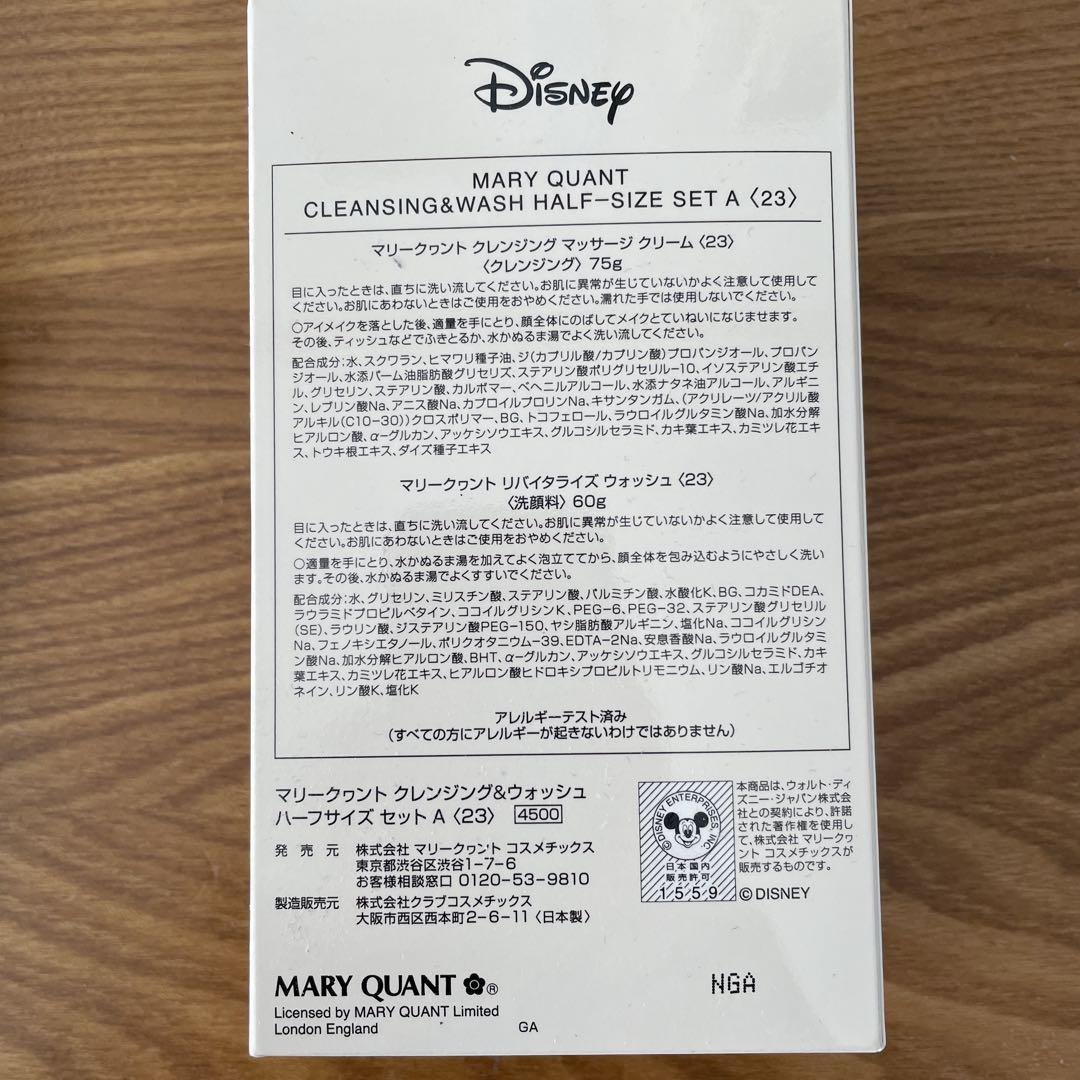 Disney
MARY QUANT
CLEANSING&WASH HALF-SIZE SET A〈23〉
マリークヮント クレンジング マッサージ クリーム〈23〉
〈クレンジング〉75g
目に入ったときは、直ちに洗い流してください。お肌に異常が生じていないかよく注意して使用して
ください。お肌にあわないときはご使用をおやめください。濡れた手では使用しないでください。
○アイメイクを落とした後、適量を手にとり、顔全体にのばしてメイクとていねいになじませます。
その後、ティッシュなどでふきとるか、水かぬるま湯でよく洗い流してください。
配合成分:水、スクワラン、ヒマワリ種子油、ジ(カプリル酸/カプリン酸)プロパンジオール、プロパン
ジオール、水添パーム油脂肪酸グリセリズ、ステアリン酸ポリグリセリル-10、イソステアリン酸エチ
ル、グリセリン、ステアリン酸、カルボマー、ベヘニルアルコール、水添ナタネ油アルコール、アルギニ
ン、レブリン酸Na、アニス酸Na、カプロイルプロリンNa、キサンタンガム、(アクリレーツ/アクリル酸
アルキル(C10-30))クロスポリマー、BG、トコフェロール、ラウロイルグルタミン酸Na、加水分解
ヒアルロン酸、α-グルカン、アッケシソウエキス、グルコシルセラミド、カキ葉エキス、カミツレ花エキ
ス、トウキ根エキス、ダイズ種子エキス
マリークヮント リバイタライズ ウォッシュ〈23〉
〈洗顔料〉60g
目に入ったときは、直ちに洗い流してください。お肌に異常が生じていないかよく注意して使用して
ください。お肌にあわないときはご使用をおやめください。
○適量を手にとり、水かぬるま湯を加えてよく泡立ててから、顔全体を包み込むようにやさしく洗い
ます。その後、水かぬるま湯でよくすすいでください。
配合成分:水、グリセリン、ミリスチン酸、ステアリン酸、パルミチン酸、水酸化K、BG、コカミドDEA、
ラウラミドプロピルベタイン、ココイルグリシンK、PEG-6、PEG-32、ステアリン酸グリセリル
(SE)、ラウリン酸、ジステアリン酸PEG-150、ヤシ脂肪酸アルギニン、塩化Na、ココイルグリシン
Na、フェノキシエタノール、ポリクオタニウム-39、EDTA-2Na、安息香酸Na、ラウロイルグルタミ
ン酸Na、加水分解ヒアルロン酸、BHT、α-グルカン、アッケシソウエキス、グルコシルセラミド、カキ
葉エキス、カミツレ花エキス、ヒアルロン酸ヒドロキシプロピルトリモニウム、リン酸Na、エルゴチオ
ネイン、リン酸K、塩化K
アレルギーテスト済み
(すべての方にアレルギーが起きないわけではありません)
マリークヮント クレンジング&ウォッシュ
ハーフサイズ セット A〈23〉 4500
発売元 株式会社 マリークヮント コスメチックス
東京都渋谷区渋谷1-7-6
お客様相談窓口 0120-53-9810
製造販売元 株式会社クラブコスメチックス
大阪市西区西本町2-6-11〈日本製〉
©DISNEY ENTERPRISES, INC.
日本国内
販売許可
1559
本商品は、ウォルト・ディ
ズニー・ジャパン株式会
社との契約により、許諾
された著作権を使用し
て、株式会社 マリークヮ
ント コスメチックスが
販売するものです。
©DISNEY
MARY QUANT ®
Licensed by MARY QUANT Limited
London England
GA
NGA